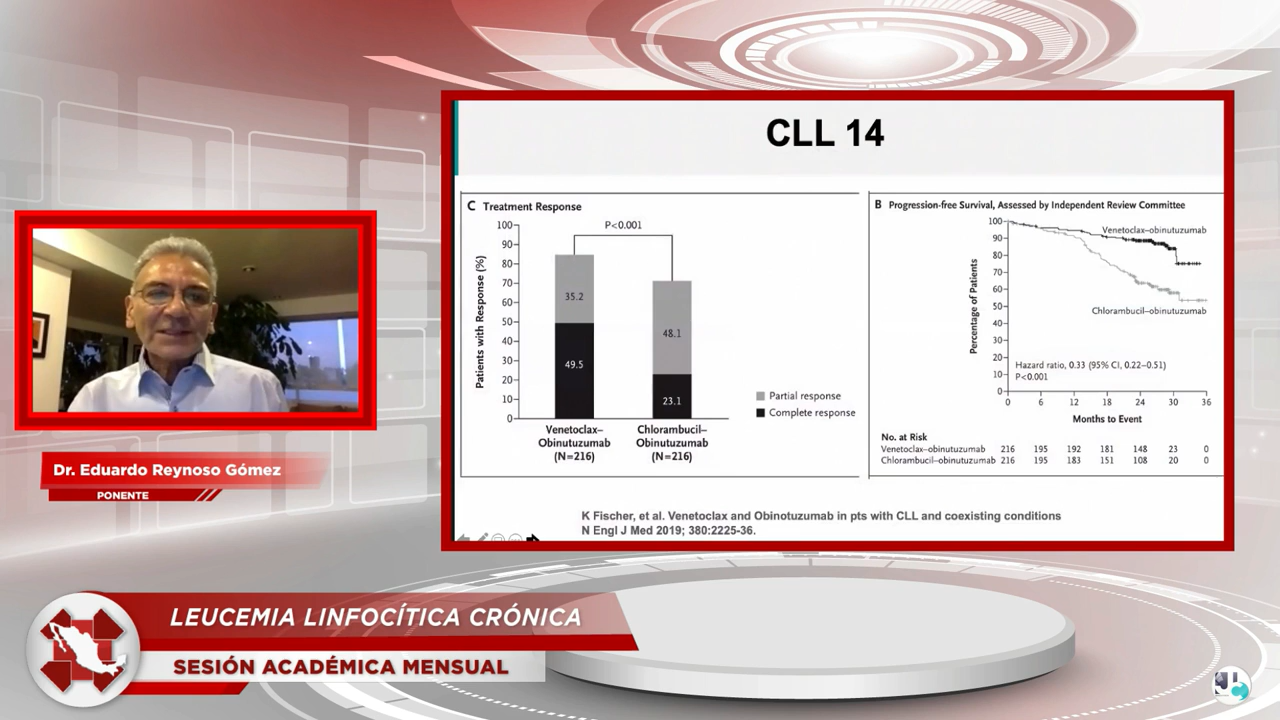 CLL 14
C Treatment Response
P<0.001
Patients with Response (%)
100
90
80
70
60
50
40
30
20
10
0
35.2
49.5
48.1
23.1
Partial response
Complete response
Venetoclax–
Obinutuzumab
(N=216)
Chlorambucil–
Obinutuzumab
(N=216)
B Progression-free Survival, Assessed by Independent Review Committee
Percentage of Patients
100
90
80
70
60
50
40
30
20
10
0
Venetoclax–obinutuzumab
Chlorambucil–obinutuzumab
Hazard ratio, 0.33 (95% CI, 0.22–0.51)
P<0.001
0 6 12 18 24 30 36
Months to Event
No. at Risk
Venetoclax–obinutuzumab 216 195 192 181 148 23 0
Chlorambucil–obinutuzumab 216 195 183 151 108 20 0
K Fischer, et al. Venetoclax and Obinotuzumab in pts with CLL and coexisting conditions
N Engl J Med 2019; 380:2225-36.
Dr. Eduardo Reynoso Gómez
PONENTE
LEUCEMIA LINFOCÍTICA CRÓNICA
SESIÓN ACADÉMICA MENSUAL